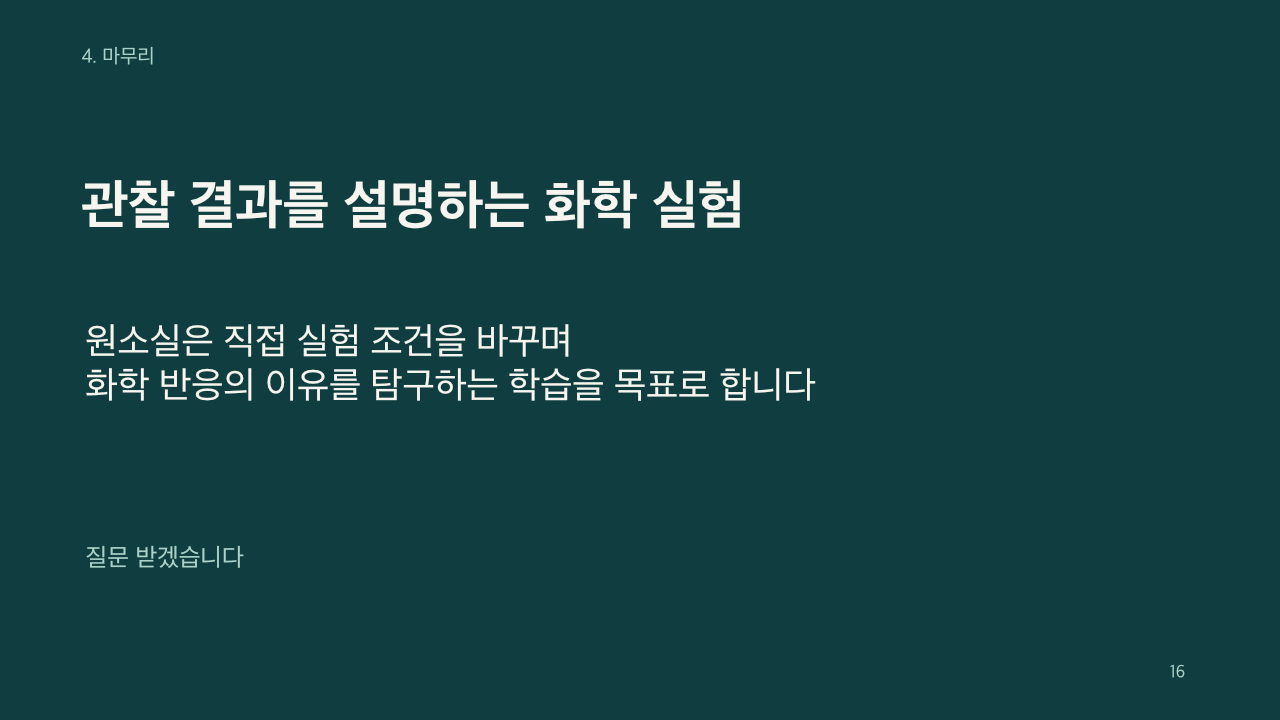 4. 마무리
관찰 결과를 설명하는 화학 실험
원소실은 직접 실험 조건을 바꾸며
화학 반응의 이유를 탐구하는 학습을 목표로 합니다
질문 받겠습니다
16